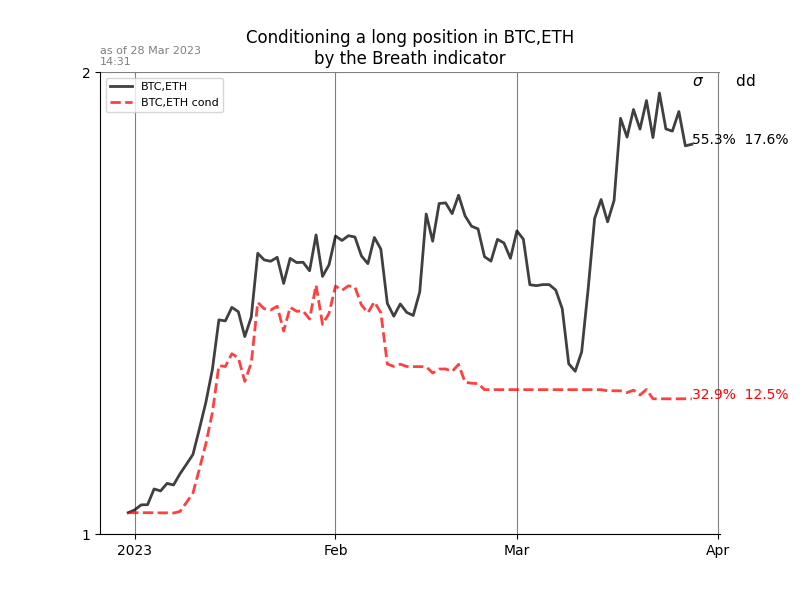 Conditioning a long position in BTC,ETH
by the Breath indicator
as of 28 Mar 2023
14:31
2
σ dd
BTC,ETH
BTC,ETH cond
55.3% 17.6%
32.9% 12.5%
1
2023 Feb Mar Apr